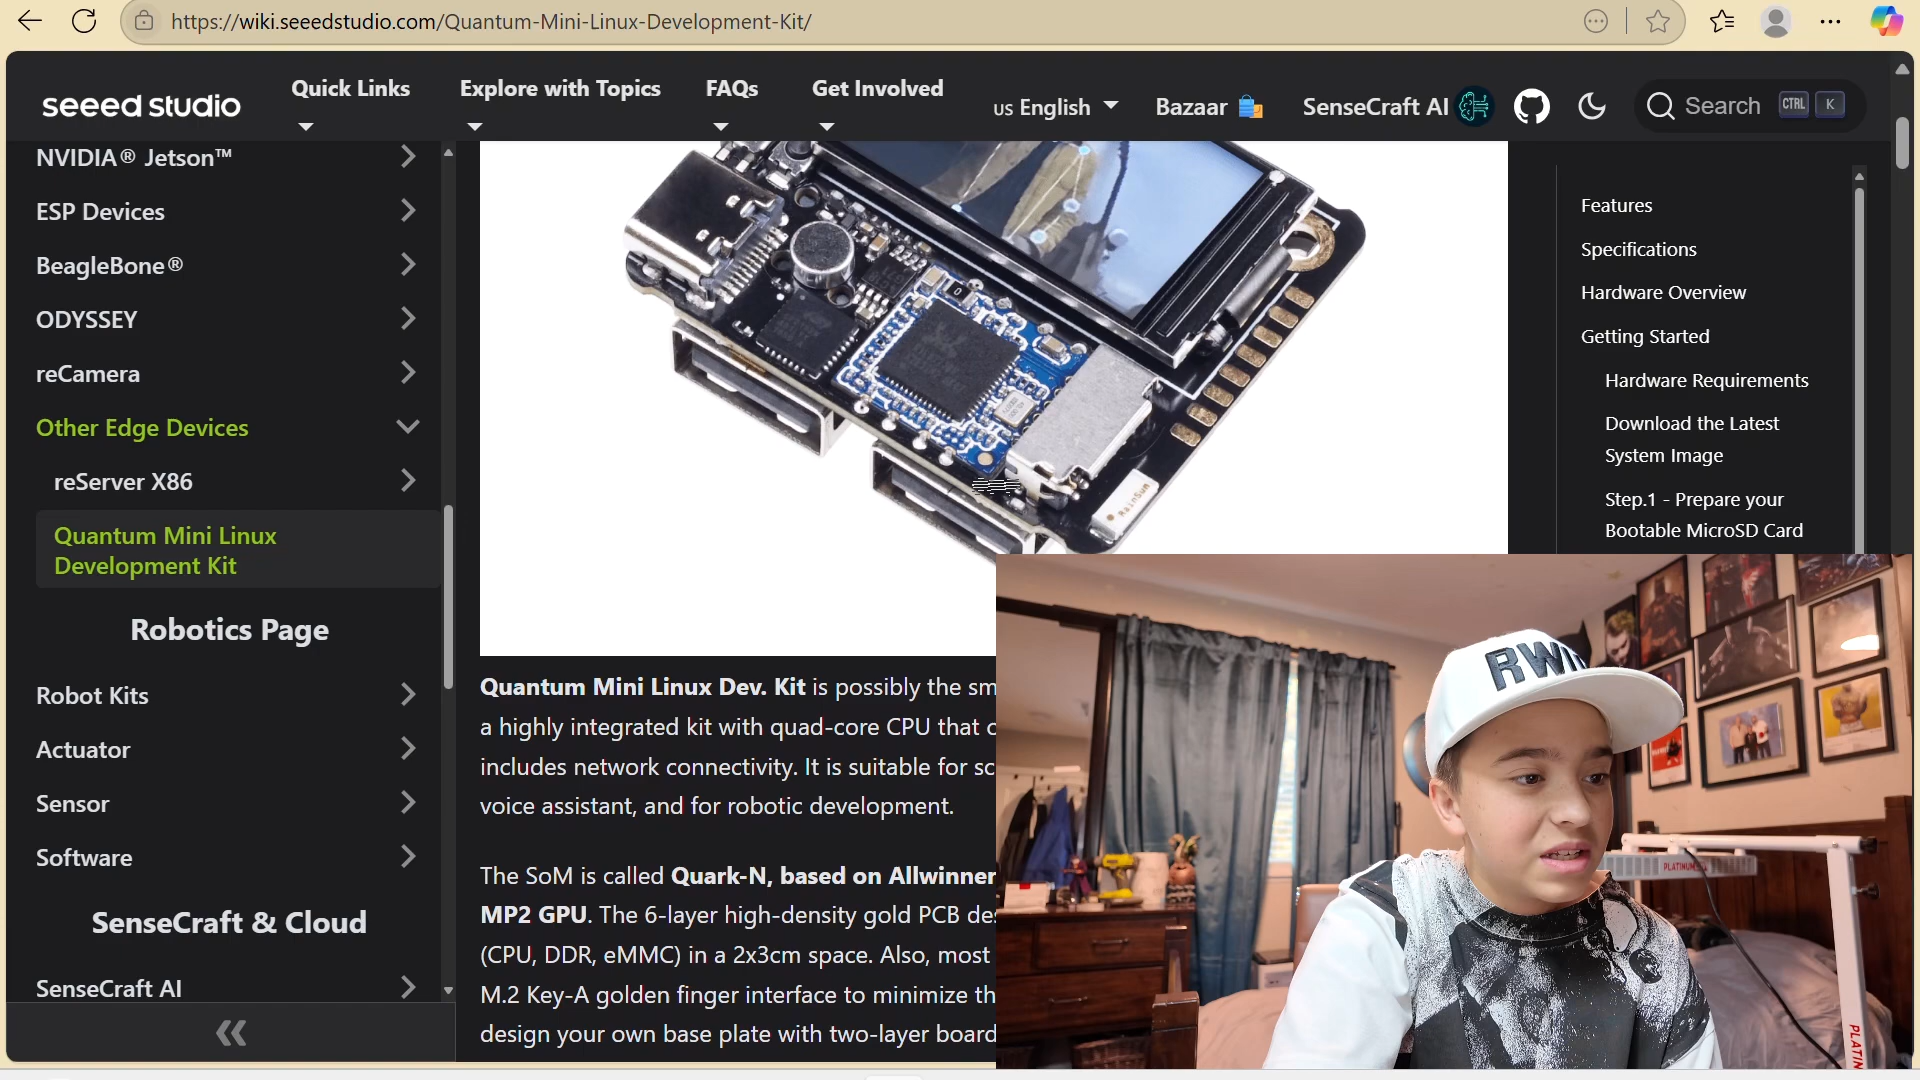 https://wiki.seeedstudio.com/Quantum-Mini-Linux-Development-Kit/
seeed studio
Quick Links
Explore with Topics
FAQs
Get Involved
us English
Bazaar
SenseCraft AI
Search
CTRL
K
NVIDIA® Jetson™
ESP Devices
BeagleBone®
ODYSSEY
reCamera
Other Edge Devices
reServer X86
Quantum Mini Linux
Development Kit
Robotics Page
Robot Kits
Actuator
Sensor
Software
SenseCraft & Cloud
SenseCraft AI
RainSun
Quantum Mini Linux Dev. Kit is possibly the sm
a highly integrated kit with quad-core CPU that c
includes network connectivity. It is suitable for sc
voice assistant, and for robotic development.
The SoM is called Quark-N, based on Allwinner
MP2 GPU. The 6-layer high-density gold PCB des
(CPU, DDR, eMMC) in a 2x3cm space. Also, most
M.2 Key-A golden finger interface to minimize th
design your own base plate with two-layer board
Features
Specifications
Hardware Overview
Getting Started
Hardware Requirements
Download the Latest
System Image
Step.1 - Prepare your
Bootable MicroSD Card
RW
PLATINUM
PLATIN